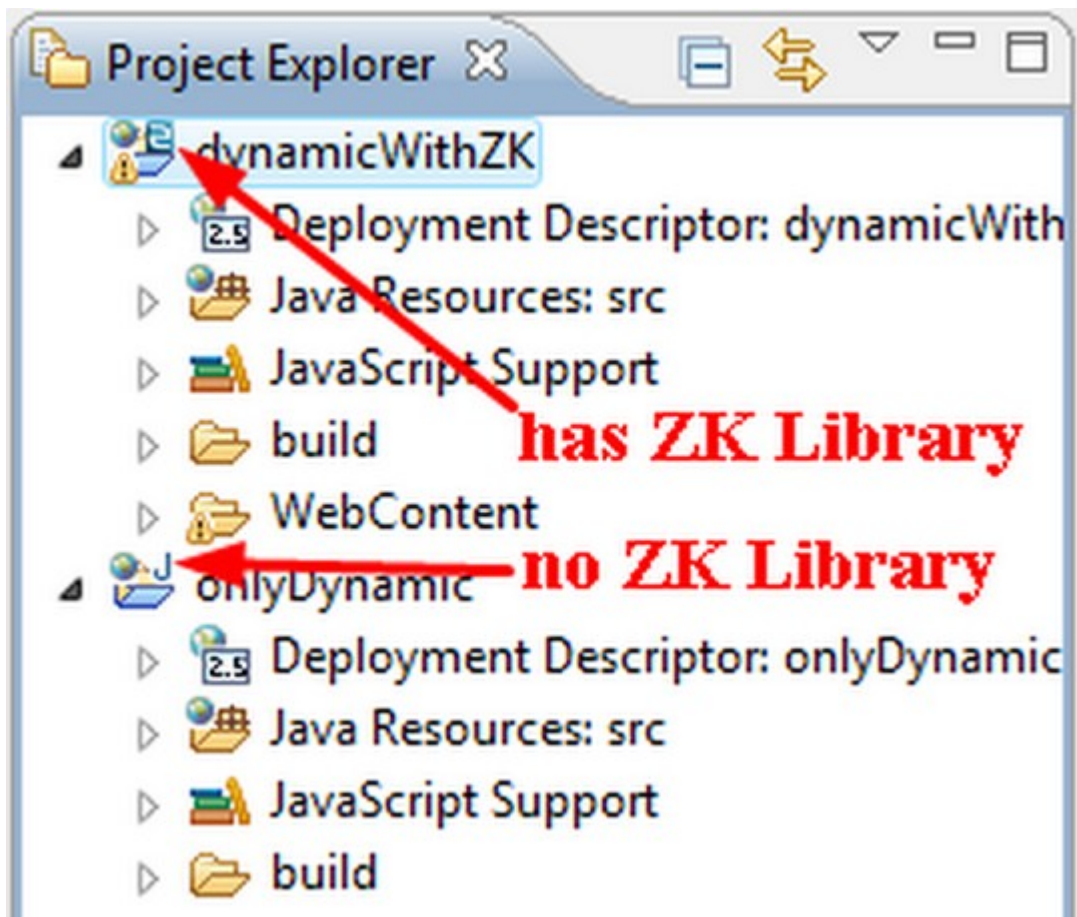 Project Explorer
dynamicWithZK
2.5 Deployment Descriptor: dynamicWith
Java Resources: src
JavaScript Support
build
has ZK Library
WebContent
no ZK Library
J onlyDynamic
2.5 Deployment Descriptor: onlyDynamic
Java Resources: src
JavaScript Support
build